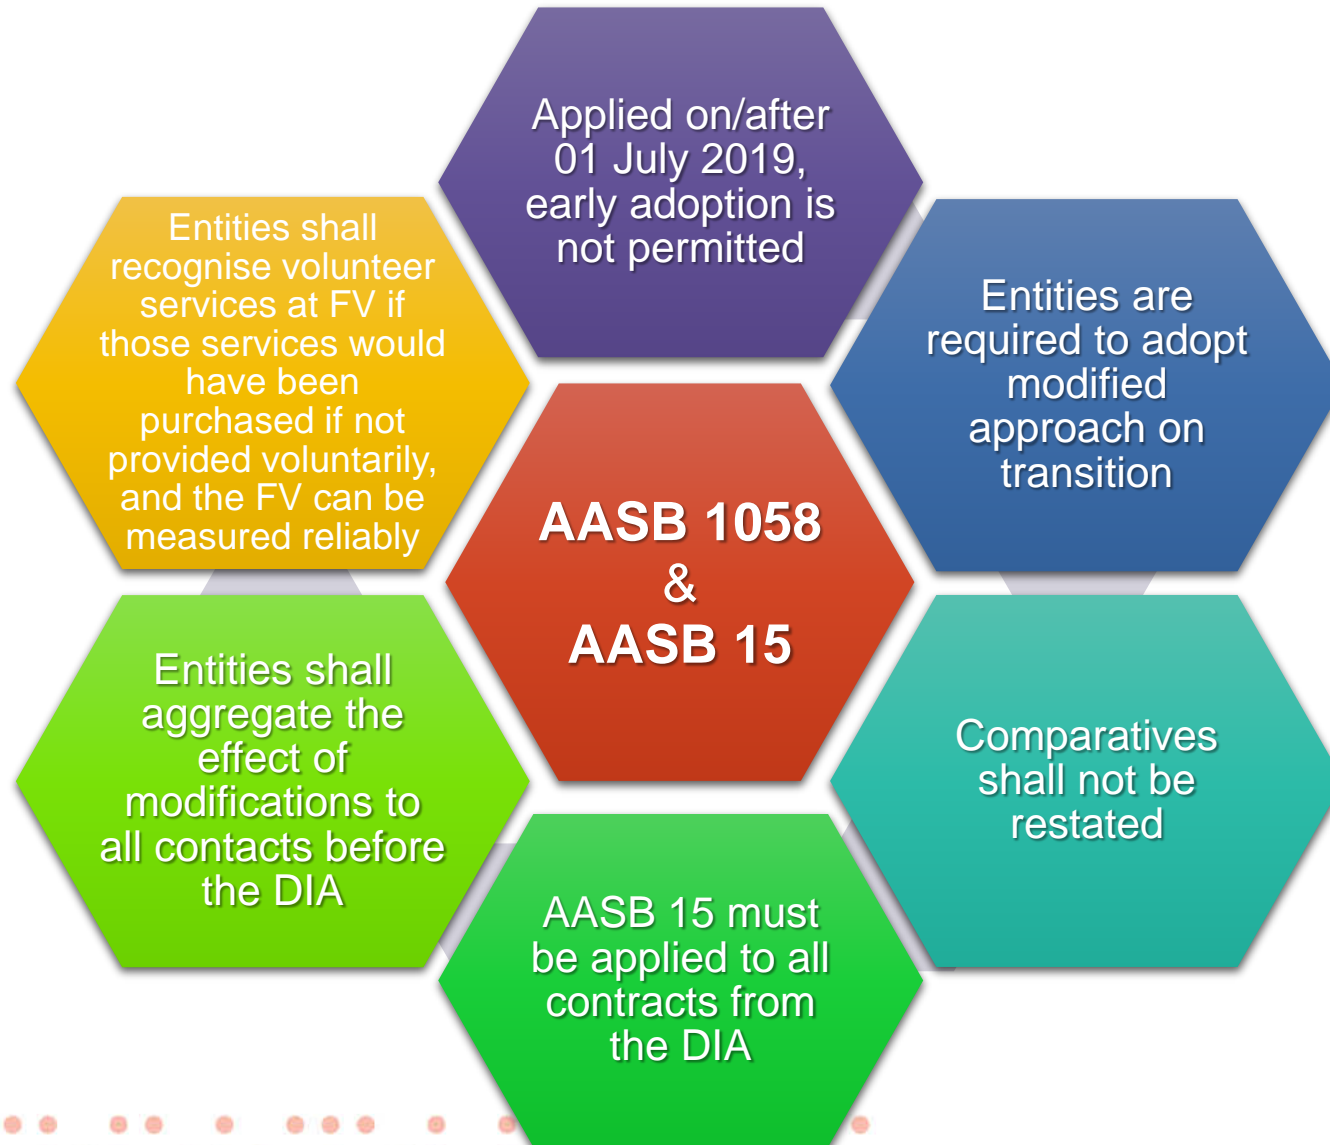 Applied on/after
01 July 2019,
early adoption is
not permitted
Entities are
required to adopt
modified
approach on
transition
Comparatives
shall not be
restated
AASB 15 must
be applied to all
contracts from
the DIA
Entities shall
aggregate the
effect of
modifications to
all contacts before
the DIA
Entities shall
recognise volunteer
services at FV if
those services would
have been
purchased if not
provided voluntarily,
and the FV can be
measured reliably
AASB 1058
&
AASB 15